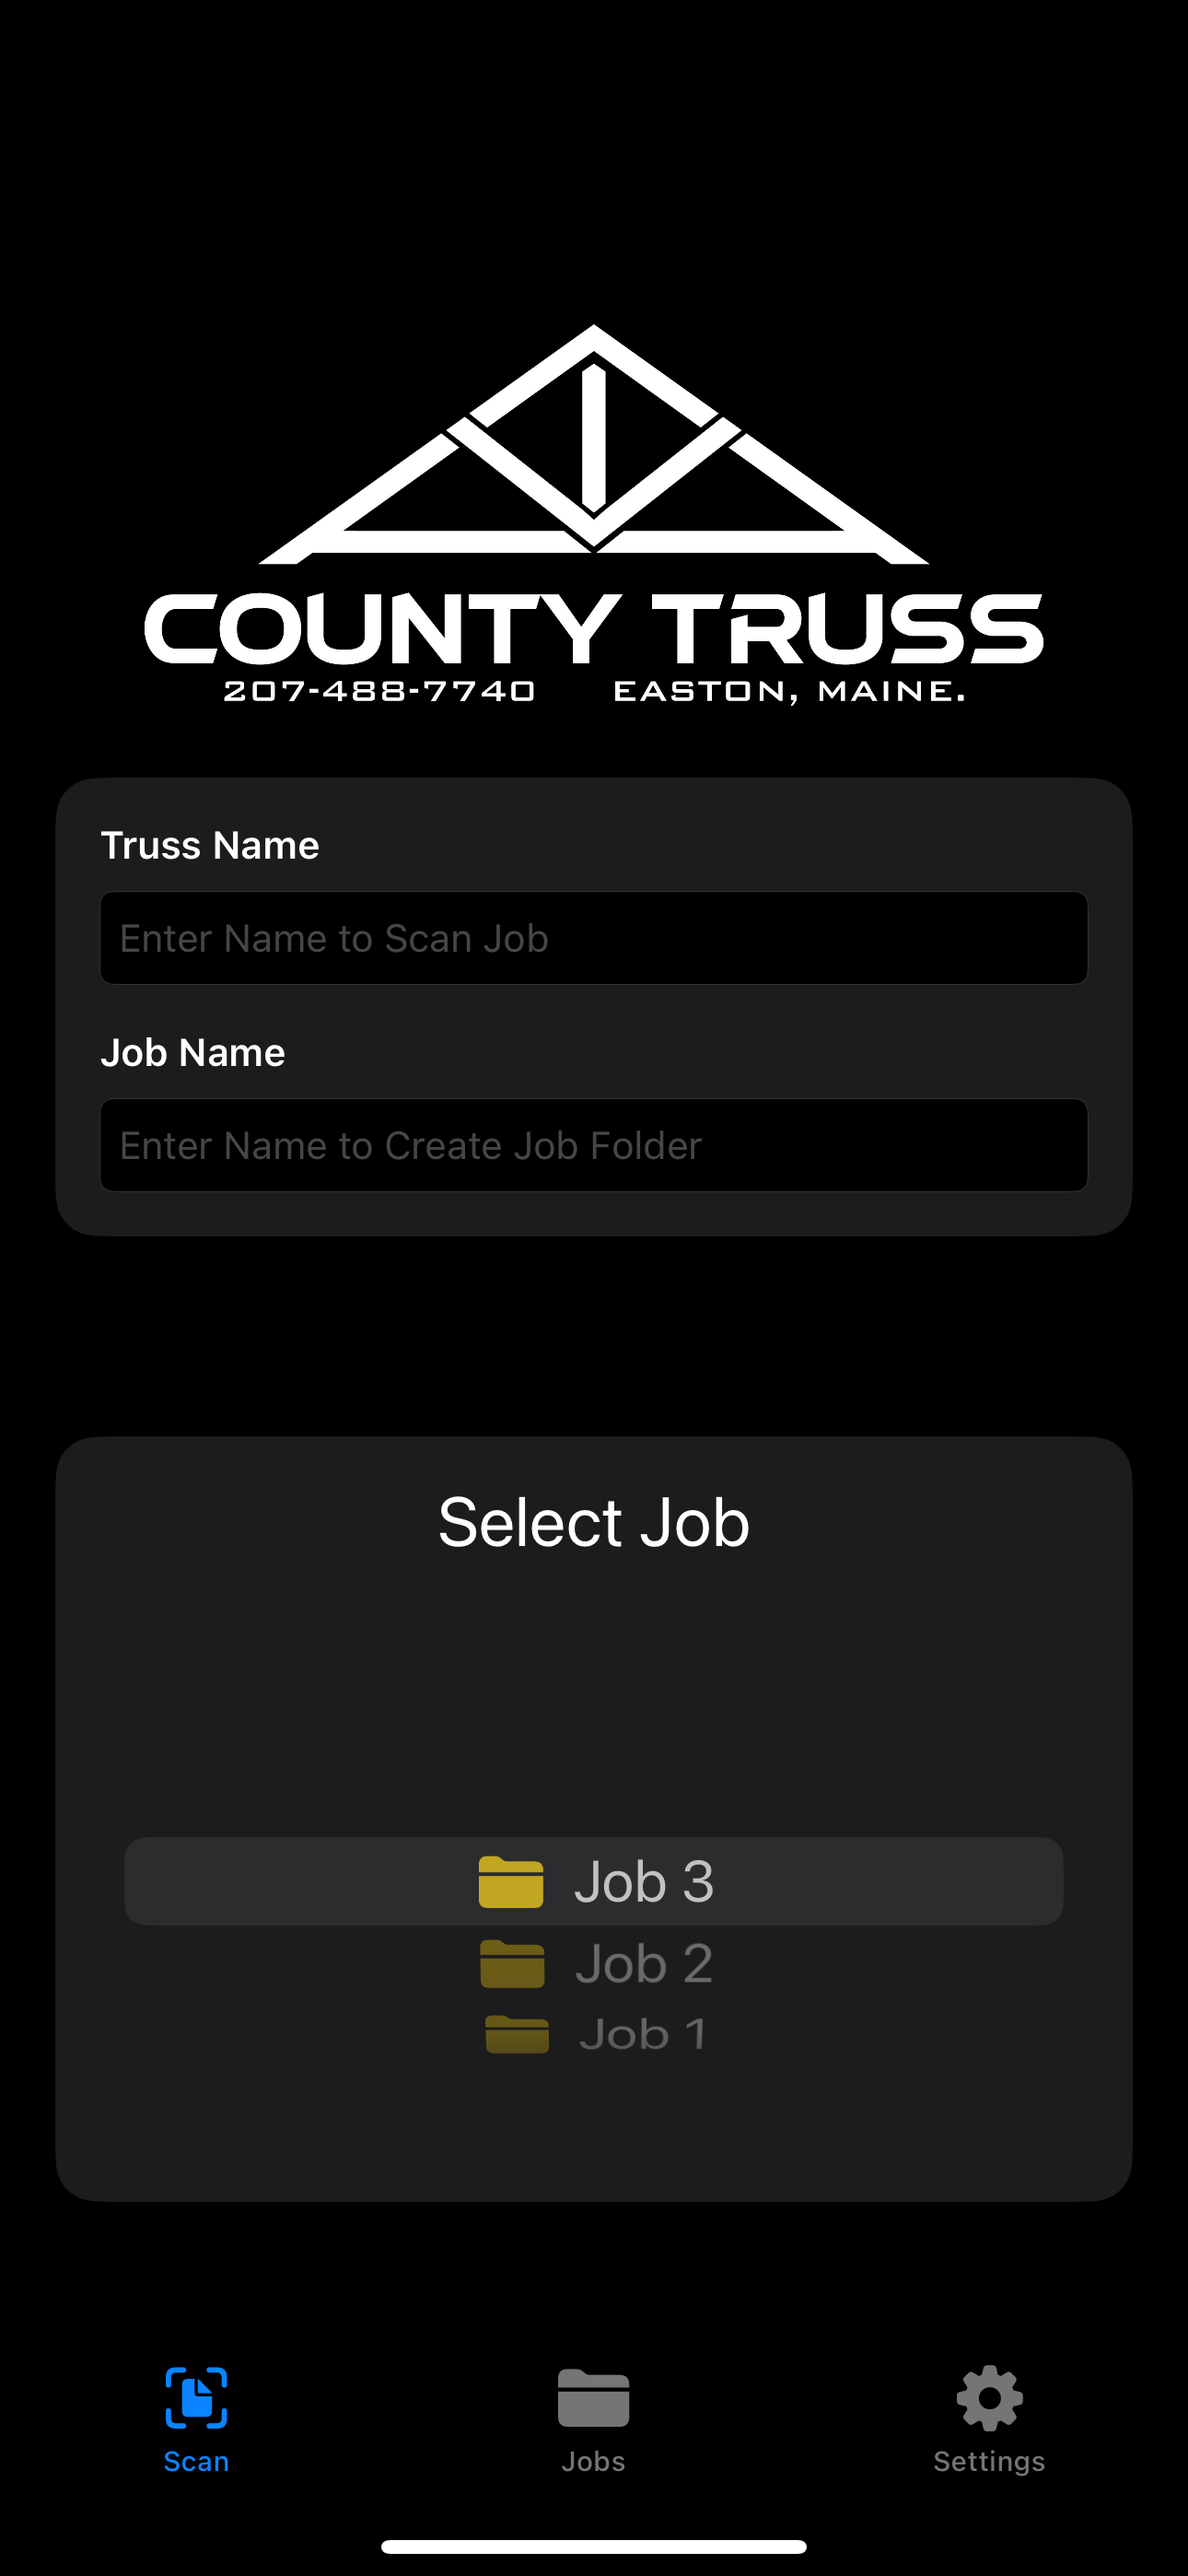 COUNTY TRUSS
207-488-7740 EASTON, MAINE.
Truss Name
Enter Name to Scan Job
Job Name
Enter Name to Create Job Folder
Select Job
Job 3
Job 2
Job 1
Scan Jobs Settings